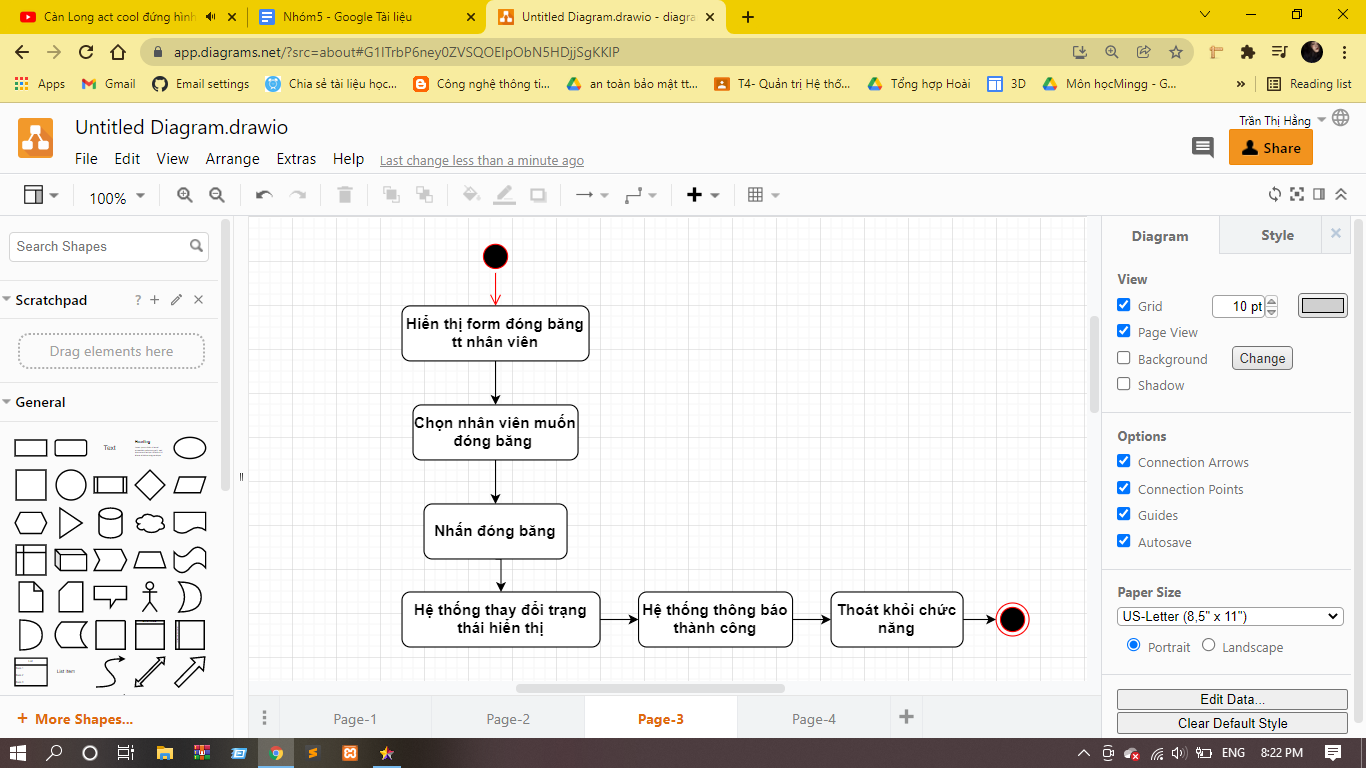 Càn Long act cool đứng hình
Nhóm5 - Google Tài liệu
Untitled Diagram.drawio - diagra
app.diagrams.net/?src=about#G1ITrbP6ney0ZVSQOEIpObN5HDjjSgKKIP
Apps
Gmail
Email settings
Chia sẻ tài liệu học...
Công nghệ thông ti...
an toàn bảo mật tt...
T4- Quản trị Hệ thố...
Tổng hợp Hoài
3D
Môn họcMingg - G...
»
Reading list
Untitled Diagram.drawio
Trần Thị Hằng
File Edit View Arrange Extras Help Last change less than a minute ago
Share
100%
Search Shapes
Scratchpad
?
Drag elements here
General
Text
Heading
List
List Item
+ More Shapes...
Hiển thị form đóng băng
tt nhân viên
Chọn nhân viên muốn
đóng băng
Nhấn đóng băng
Hệ thống thay đổi trạng
thái hiển thị
Hệ thống thông báo
thành công
Thoát khỏi chức
năng
Page-1
Page-2
Page-3
Page-4
Diagram
Style
View
Grid
10 pt
Page View
Background
Change
Shadow
Options
Connection Arrows
Connection Points
Guides
Autosave
Paper Size
US-Letter (8,5" x 11")
Portrait
Landscape
Edit Data...
Clear Default Style
ENG
8:22 PM